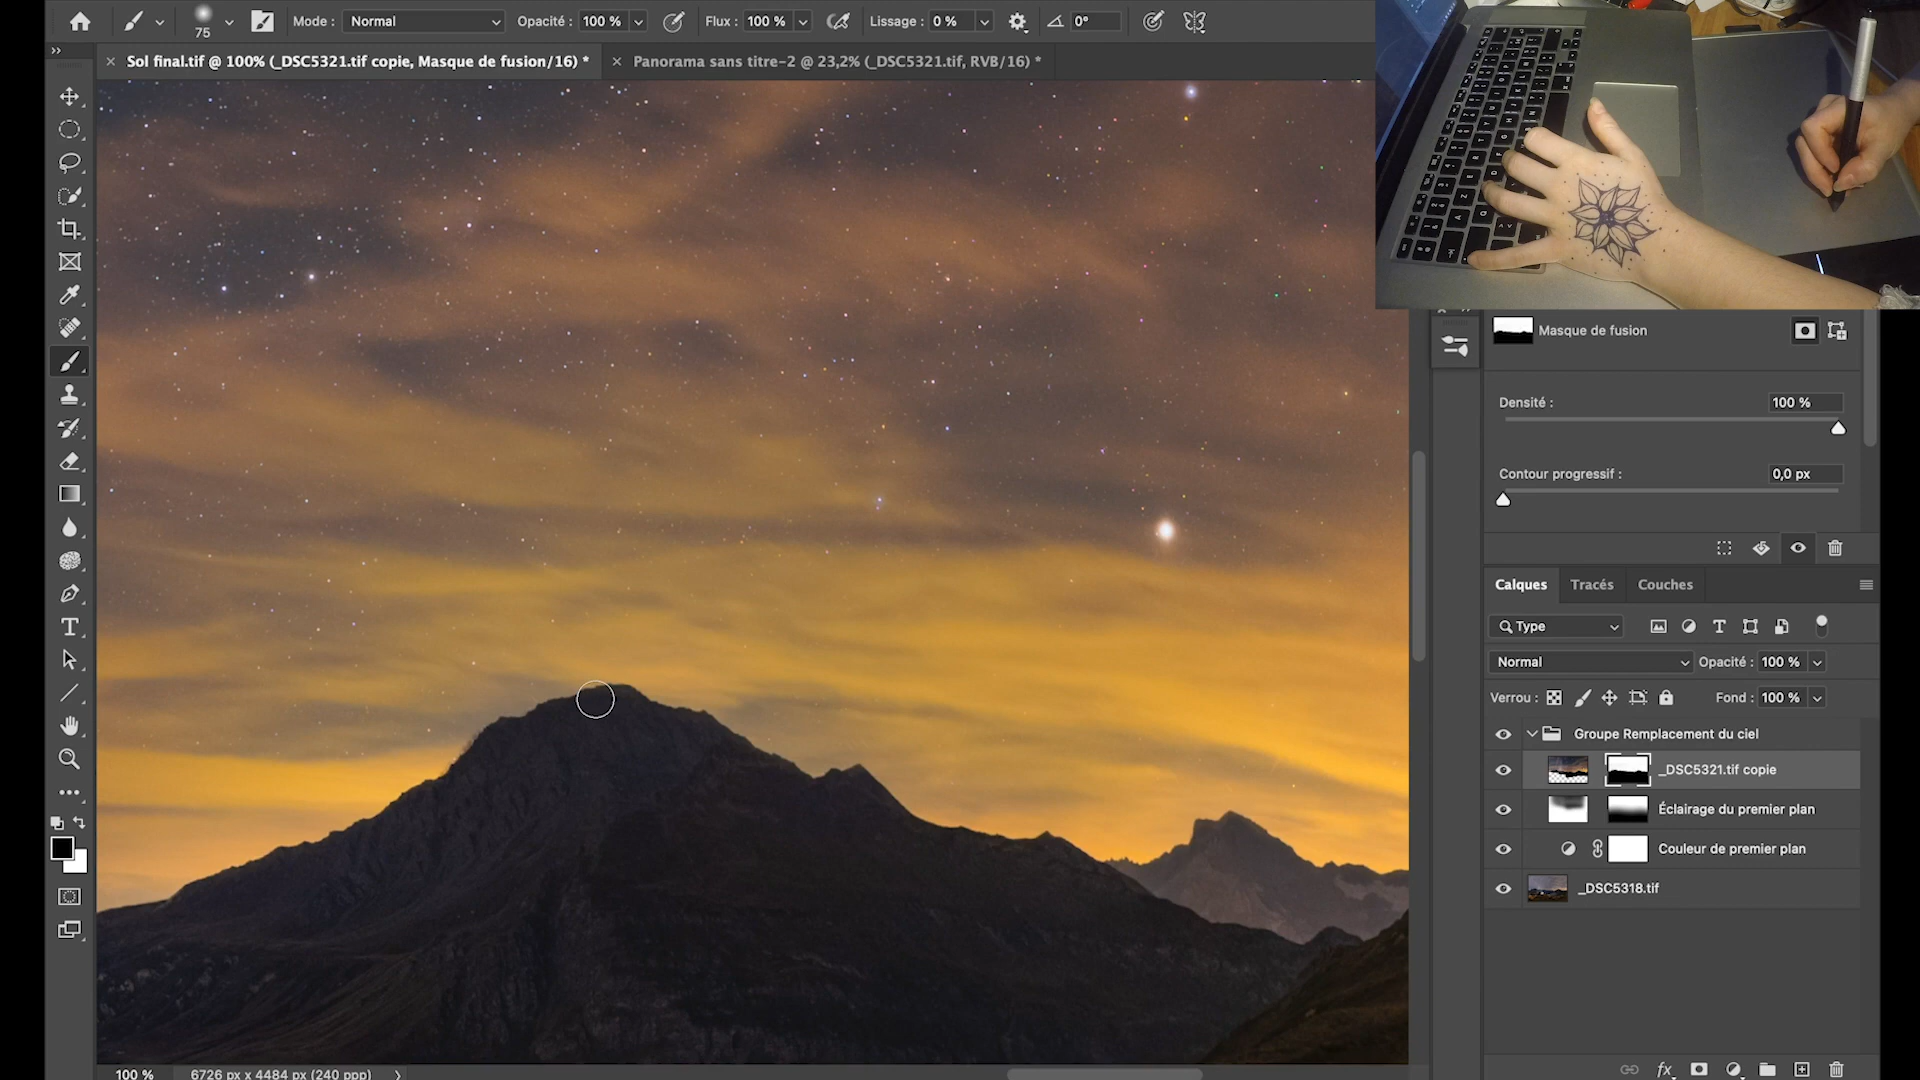 75
Mode : Normal
Opacité : 100 %
Flux : 100 %
Lissage : 0 %
0°
Sol final.tif @ 100% (_DSC5321.tif copie, Masque de fusion/16) *
Panorama sans titre-2 @ 23,2% (_DSC5321.tif, RVB/16) *
Masque de fusion
Densité : 100 %
Contour progressif : 0,0 px
Calques Tracés Couches
Type
Normal Opacité : 100 %
Verrou : Fond : 100 %
Groupe Remplacement du ciel
_DSC5321.tif copie
Éclairage du premier plan
Couleur de premier plan
_DSC5318.tif
100 % 6726 px x 4484 px (240 ppp)
fx